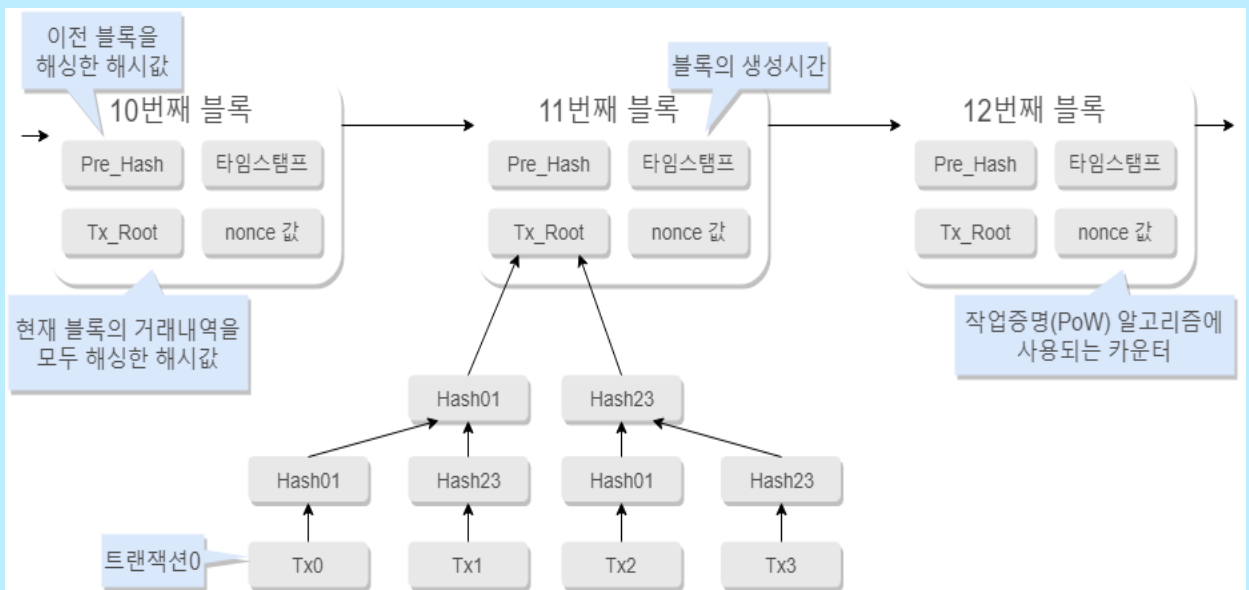 이전 블록을
해싱한 해시값
블록의 생성시간
10번째 블록
Pre_Hash
타임스탬프
Tx_Root
nonce 값
11번째 블록
Pre_Hash
타임스탬프
Tx_Root
nonce 값
12번째 블록
Pre_Hash
타임스탬프
Tx_Root
nonce 값
현재 블록의 거래내역을
모두 해싱한 해시값
작업증명(PoW) 알고리즘에
사용되는 카운터
Hash01
Hash23
Hash01
Hash23
Hash01
Hash23
트랜잭션0
Tx0
Tx1
Tx2
Tx3